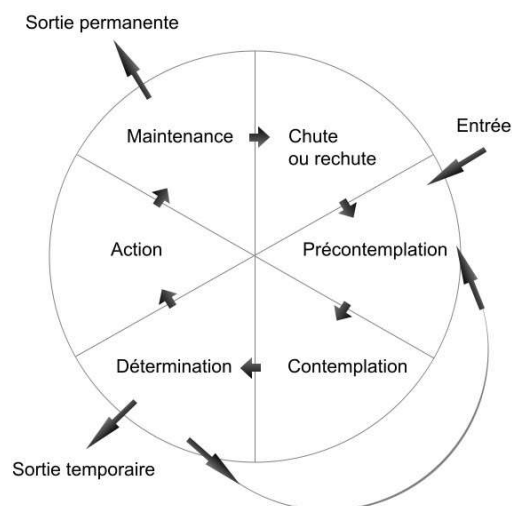 Sortie permanente
Entrée
Maintenance
Chute
ou rechute
Action
Précontemplation
Détermination
Contemplation
Sortie temporaire